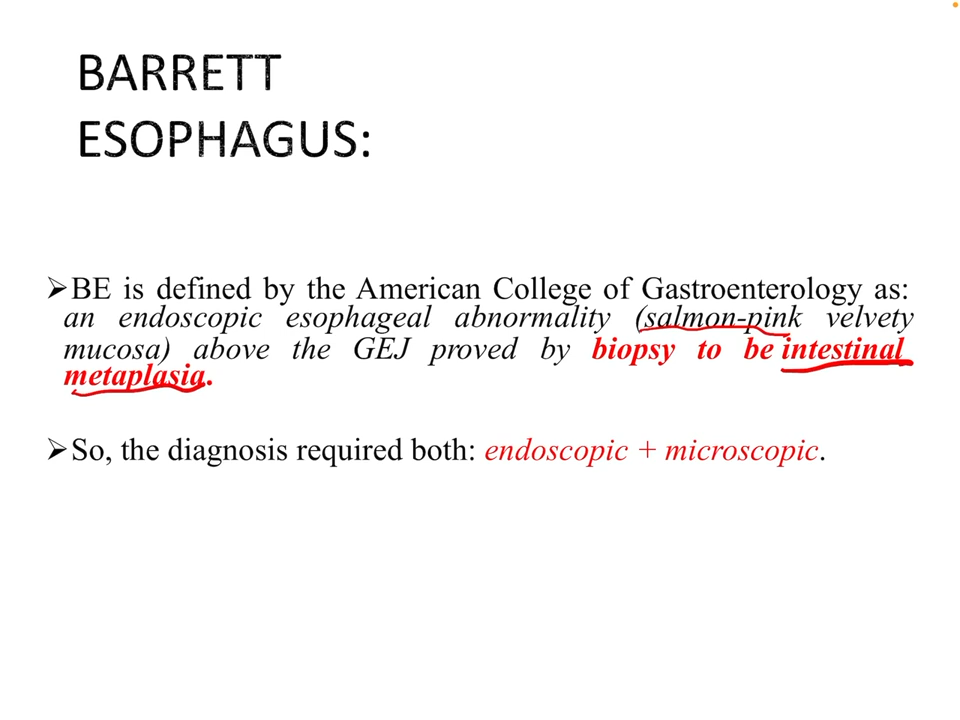 BARRETT
ESOPHAGUS:
➢BE is defined by the American College of Gastroenterology as:
an endoscopic esophageal abnormality (salmon-pink velvety
mucosa) above the GEJ proved by biopsy to be intestinal
metaplasia.
➢So, the diagnosis required both: endoscopic + microscopic.